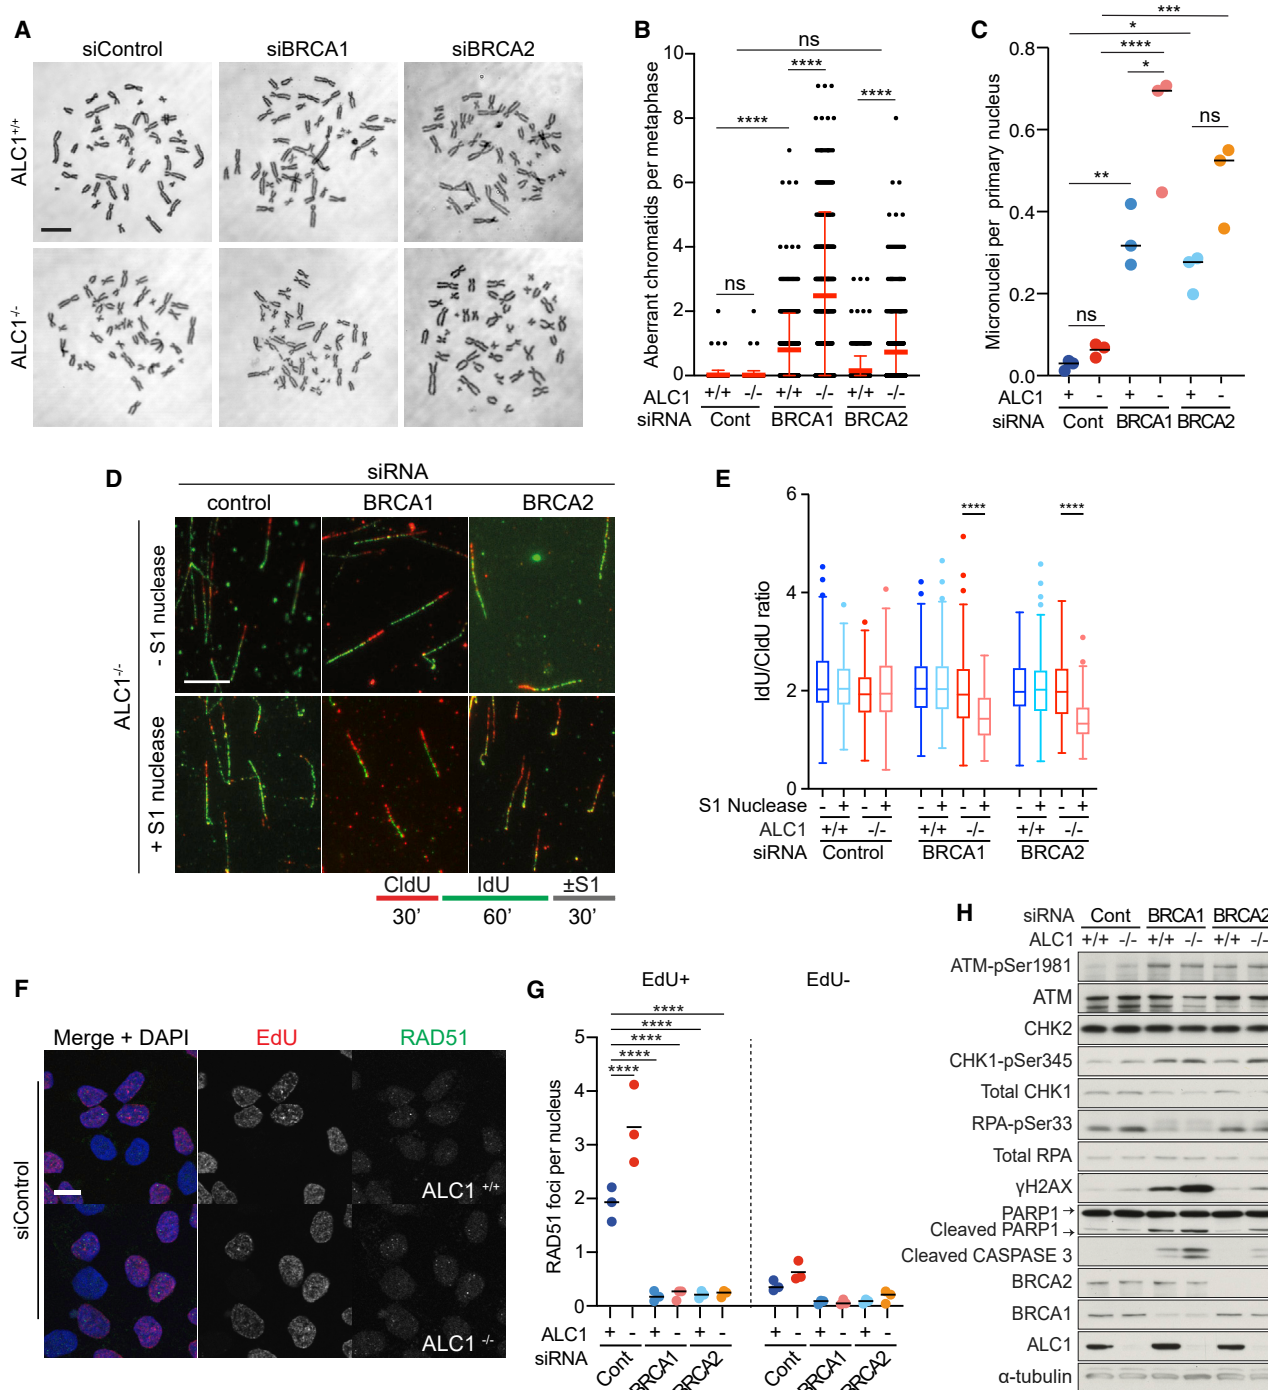 A
siControl
siBRCA1
siBRCA2
ALC1+/+
ALC1-/-
B
Aberrant chromatids per metaphase
10
8
6
4
2
0
ns
****
****
****
ns
ALC1
+/+ -/- +/+ -/- +/+ -/-
siRNA
Cont BRCA1 BRCA2
C
Micronuclei per primary nucleus
0.8
0.6
0.4
0.2
0.0
***
*
****
*
ns
**
ns
ALC1
+ - + - + -
siRNA
Cont BRCA1 BRCA2
D
siRNA
control BRCA1 BRCA2
ALC1-/-
- S1 nuclease
+ S1 nuclease
CldU IdU ±S1
30’ 60’ 30’
E
IdU/CldU ratio
6
4
2
0
****
****
S1 Nuclease
- + - + - + - + - + - +
ALC1
+/+ -/- +/+ -/- +/+ -/-
siRNA
Control BRCA1 BRCA2
F
Merge + DAPI
EdU
RAD51
siControl
ALC1 +/+
ALC1 -/-
G
EdU+
EdU-
RAD51 foci per nucleus
5
4
3
2
1
0
****
****
****
****
ALC1
+ - + - + - + - + - + -
siRNA
Cont BRCA1 BRCA2 Cont BRCA1 BRCA2
H
siRNA Cont BRCA1 BRCA2
ALC1 +/+ -/- +/+ -/- +/+ -/-
ATM-pSer1981
ATM
CHK2
CHK1-pSer345
Total CHK1
RPA-pSer33
Total RPA
γH2AX
PARP1→
Cleaved PARP1→
Cleaved CASPASE 3
BRCA2
BRCA1
ALC1
α-tubulin